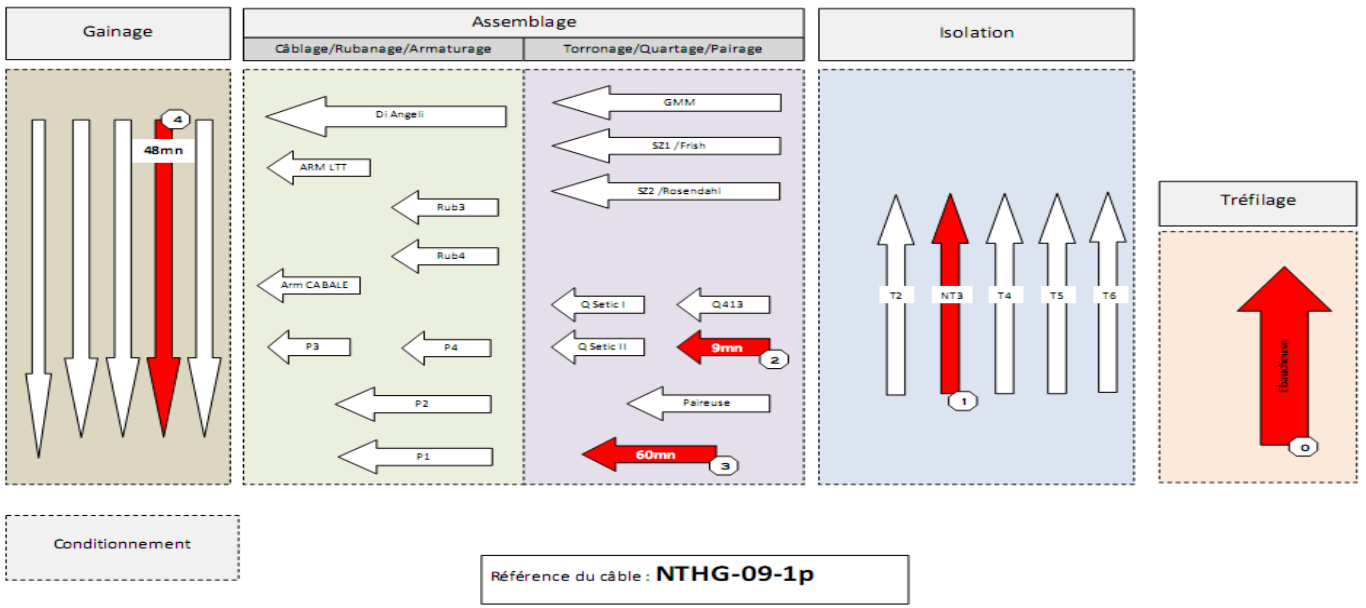 Gainage
Assemblage
Câblage/Rubanage/Armaturage
Torronage/Quartage/Pairage
Isolation
Tréfilage
4
48mn
Di Angeli
ARM LTT
Rub3
Rub4
Arm CABALE
P3
P4
P2
P1
GMM
SZ1 /Frish
SZ2 /Rosendahl
Q Setic I
Q413
Q Setic II
9mn
2
Paireuse
60mn
3
T2
NT3
T4
T5
T6
1
Ebaucheuse
0
Conditionnement
Référence du câble : NTHG-09-1p